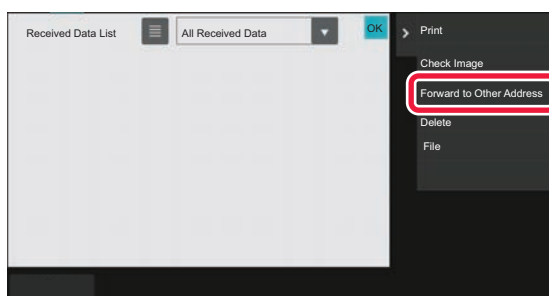 Received Data List
All Received Data
OK
Print
Check Image
Forward to Other Address
Delete
File